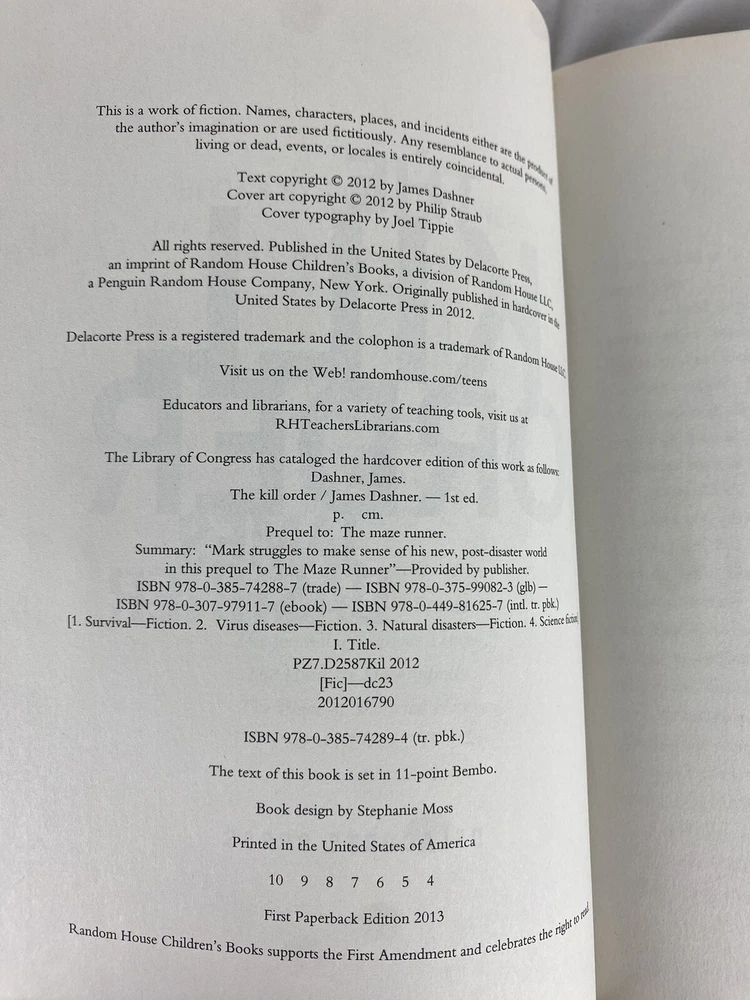 This is a work of fiction. Names, characters, places, and incidents either are the product of
the author's imagination or are used fictitiously. Any resemblance to actual persons,
living or dead, events, or locales is entirely coincidental.
Text copyright © 2012 by James Dashner
Cover art copyright © 2012 by Philip Straub
Cover typography by Joel Tippie
All rights reserved. Published in the United States by Delacorte Press,
an imprint of Random House Children's Books, a division of Random House LLC,
a Penguin Random House Company, New York. Originally published in hardcover in the
United States by Delacorte Press in 2012.
Delacorte Press is a registered trademark and the colophon is a trademark of Random House LLC.
Visit us on the Web! randomhouse.com/teens
Educators and librarians, for a variety of teaching tools, visit us at
RHTeachersLibrarians.com
The Library of Congress has cataloged the hardcover edition of this work as follows:
Dashner, James.
The kill order / James Dashner. — 1st ed.
p. cm.
Prequel to: The maze runner.
Summary: "Mark struggles to make sense of his new, post-disaster world
in this prequel to The Maze Runner"—Provided by publisher.
ISBN 978-0-385-74288-7 (trade) — ISBN 978-0-375-99082-3 (glb) —
ISBN 978-0-307-97911-7 (ebook) — ISBN 978-0-449-81625-7 (intl. tr. pbk.)
[1. Survival—Fiction. 2. Virus diseases—Fiction. 3. Natural disasters—Fiction. 4. Science fiction.]
I. Title.
PZ7.D2587Kil 2012
[Fic]—dc23
2012016790
ISBN 978-0-385-74289-4 (tr. pbk.)
The text of this book is set in 11-point Bembo.
Book design by Stephanie Moss
Printed in the United States of America
10 9 8 7 6 5 4
First Paperback Edition 2013
Random House Children's Books supports the First Amendment and celebrates the right to read.